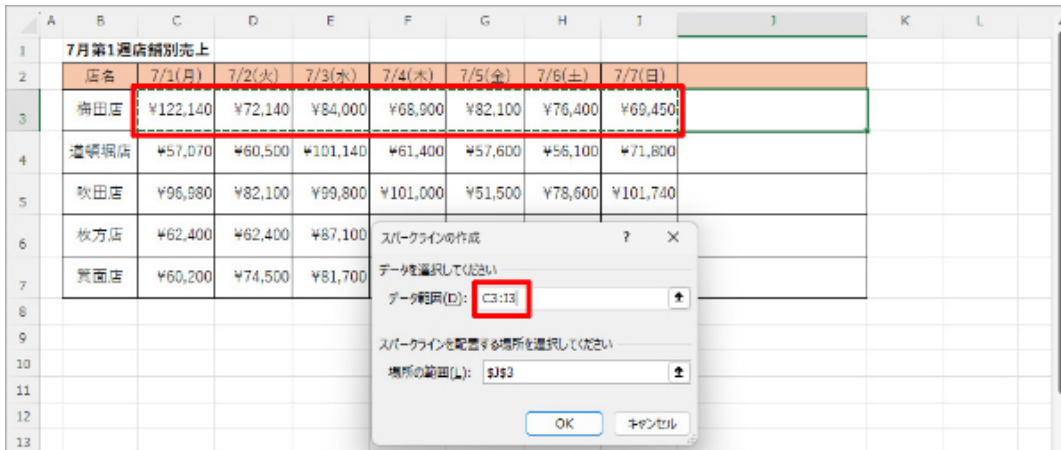 A B C D E F G H I J K L
1 7月第1週店舗別売上
2 店名 7/1(月) 7/2(火) 7/3(水) 7/4(木) 7/5(金) 7/6(土) 7/7(日)
3 梅田店 ¥122,140 ¥72,140 ¥84,000 ¥68,900 ¥82,100 ¥76,400 ¥69,450
4 道頓堀店 ¥57,070 ¥60,500 ¥101,140 ¥61,400 ¥57,600 ¥56,100 ¥71,800
5 吹田店 ¥96,980 ¥82,100 ¥99,800 ¥101,000 ¥51,500 ¥78,600 ¥101,740
6 枚方店 ¥62,400 ¥62,400 ¥87,100
7 箕面店 ¥60,200 ¥74,500 ¥81,700
8
9
10
11
12
13
スパークラインの作成 ? ×
データを選択してください
データ範囲(D): C3:I3
スパークラインを配置する場所を選択してください
場所の範囲(L): $J$3
OK キャンセル